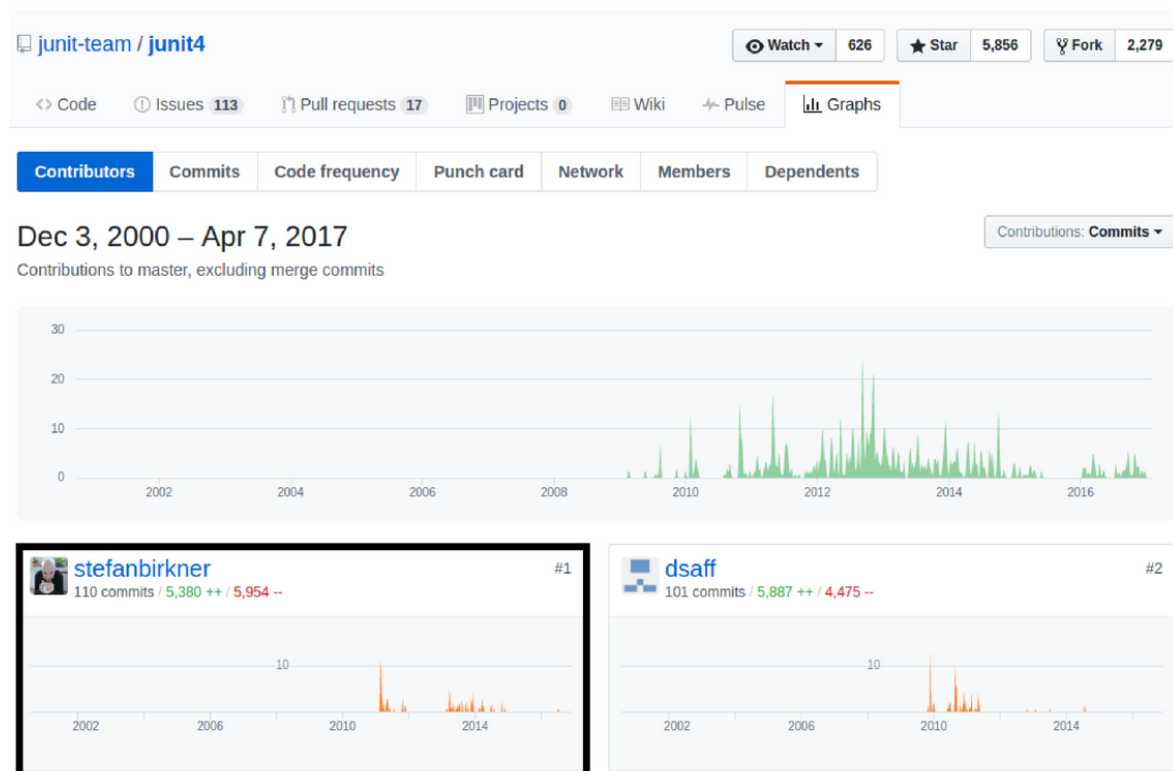 junit-team / junit4
Watch 626 Star 5,856 Fork 2,279
Code Issues 113 Pull requests 17 Projects 0 Wiki Pulse Graphs
Contributors Commits Code frequency Punch card Network Members Dependents
Dec 3, 2000 – Apr 7, 2017
Contributions: Commits
Contributions to master, excluding merge commits
30
20
10
0
2002 2004 2006 2008 2010 2012 2014 2016
stefanbirkner #1
110 commits / 5,380 ++ / 5,954 --
10
2002 2006 2010 2014
dsaff #2
101 commits / 5,887 ++ / 4,475 --
10
2002 2006 2010 2014